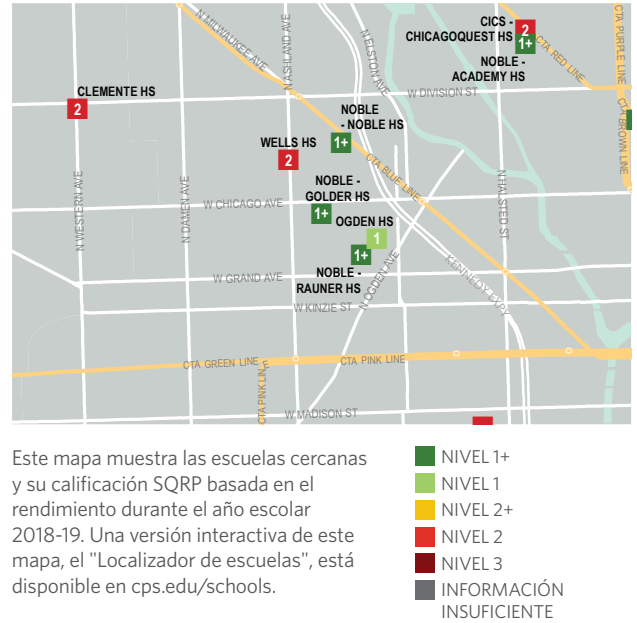 CICS -
CHICAGOQUEST HS
2
1+
NOBLE -
ACADEMY HS
CTA RED LINE
CTA PURPLE LINE
CTA BROWN LINE
N MILWAUKEE AVE
N ASHLAND AVE
N ELSTON AVE
W DIVISION ST
CLEMENTE HS
2
NOBLE
- NOBLE HS
1+
WELLS HS
2
CTA BLUE LINE
N WESTERN AVE
N DAMEN AVE
N HALSTED ST
NOBLE -
GOLDER HS
1+
W CHICAGO AVE
OGDEN HS
1
1+
NOBLE -
RAUNER HS
N OGDEN AVE
KENNEDY EXPY
W GRAND AVE
W KINZIE ST
CTA GREEN LINE
CTA PINK LINE
CTA PINK LINE
W MADISON ST
Este mapa muestra las escuelas cercanas
y su calificación SQRP basada en el
rendimiento durante el año escolar
2018-19. Una versión interactiva de este
mapa, el "Localizador de escuelas", está
disponible en cps.edu/schools.
NIVEL 1+
NIVEL 1
NIVEL 2+
NIVEL 2
NIVEL 3
INFORMACIÓN
INSUFICIENTE